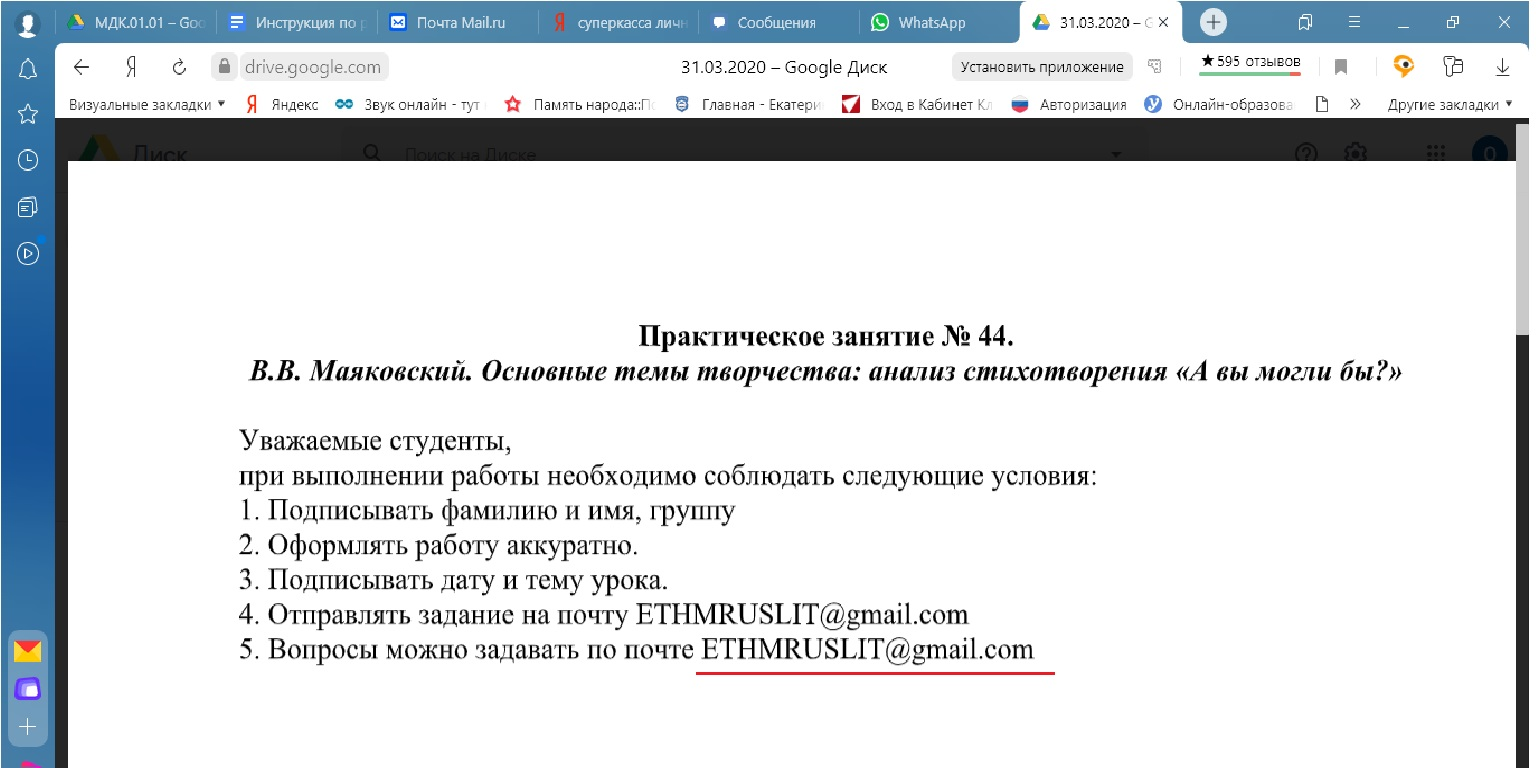 МДК.01.01 – Goo
Инструкция по р
Почта Mail.ru
суперкасса личн
Сообщения
WhatsApp
31.03.2020 – G
drive.google.com
31.03.2020 – Google Диск
Установить приложение
★595 отзывов
Визуальные закладки
Яндекс
Звук онлайн - тут
Память народа::По
Главная - Екатери
Вход в Кабинет Кл
Авторизация
Онлайн-образова
Другие закладки
Диск
Поиск на Диске
Практическое занятие № 44.
В.В. Маяковский. Основные темы творчества: анализ стихотворения «А вы могли бы?»
Уважаемые студенты,
при выполнении работы необходимо соблюдать следующие условия:
1. Подписывать фамилию и имя, группу
2. Оформлять работу аккуратно.
3. Подписывать дату и тему урока.
4. Отправлять задание на почту ETHMRUSLIT@gmail.com
5. Вопросы можно задавать по почте ETHMRUSLIT@gmail.com